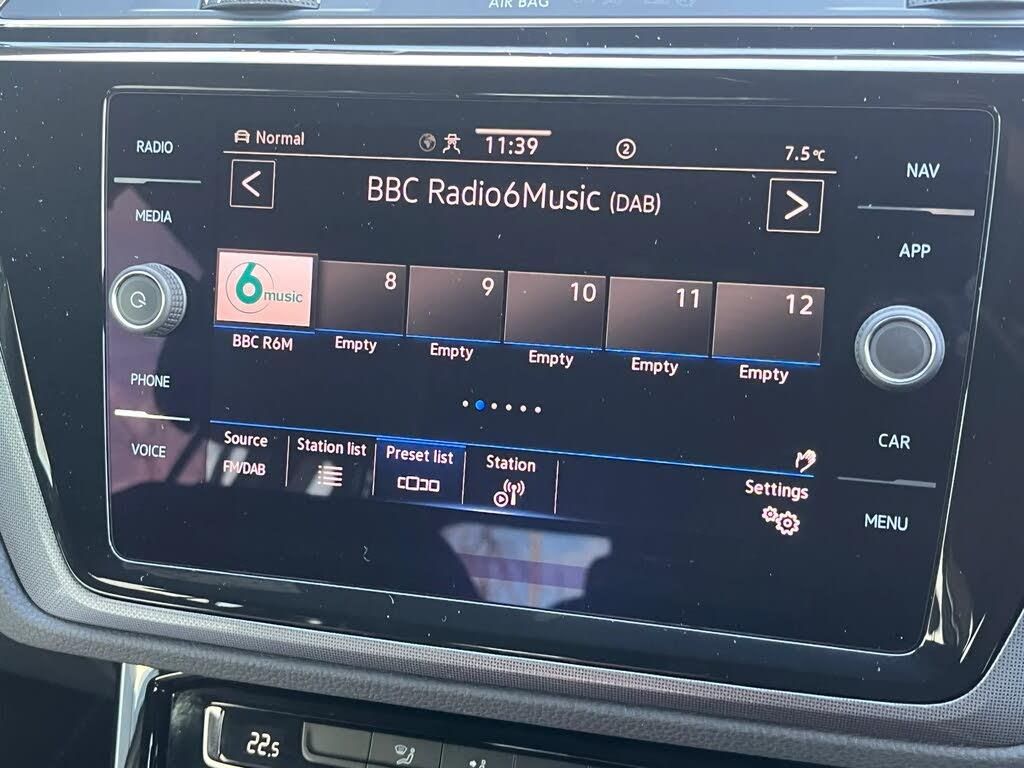 AIR BAG
RADIO
MEDIA
PHONE
VOICE
Normal
11:39
2
7.5°C
<
BBC Radio6Music (DAB)
>
6music
8
9
10
11
12
BBC R6M
Empty
Empty
Empty
Empty
Empty
Source
FM/DAB
Station list
Preset list
Station
Settings
NAV
APP
CAR
MENU
22.5